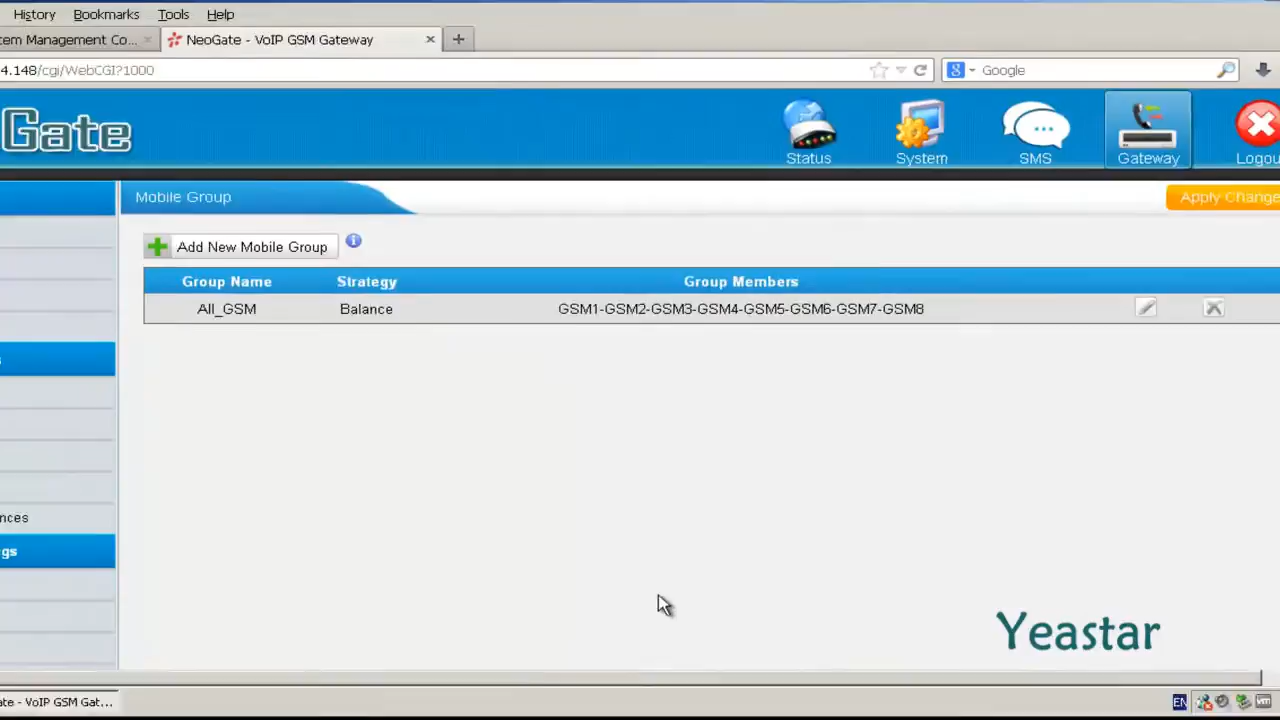 History Bookmarks Tools Help
tem Management Co... NeoGate - VoIP GSM Gateway
4.148/cgi/WebCGI?1000 Google
Gate Status System SMS Gateway Logou
Mobile Group Apply Change
Add New Mobile Group
Group Name Strategy Group Members
All_GSM Balance GSM1-GSM2-GSM3-GSM4-GSM5-GSM6-GSM7-GSM8
s
nces
gs
Yeastar
ate - VoIP GSM Gat... EN